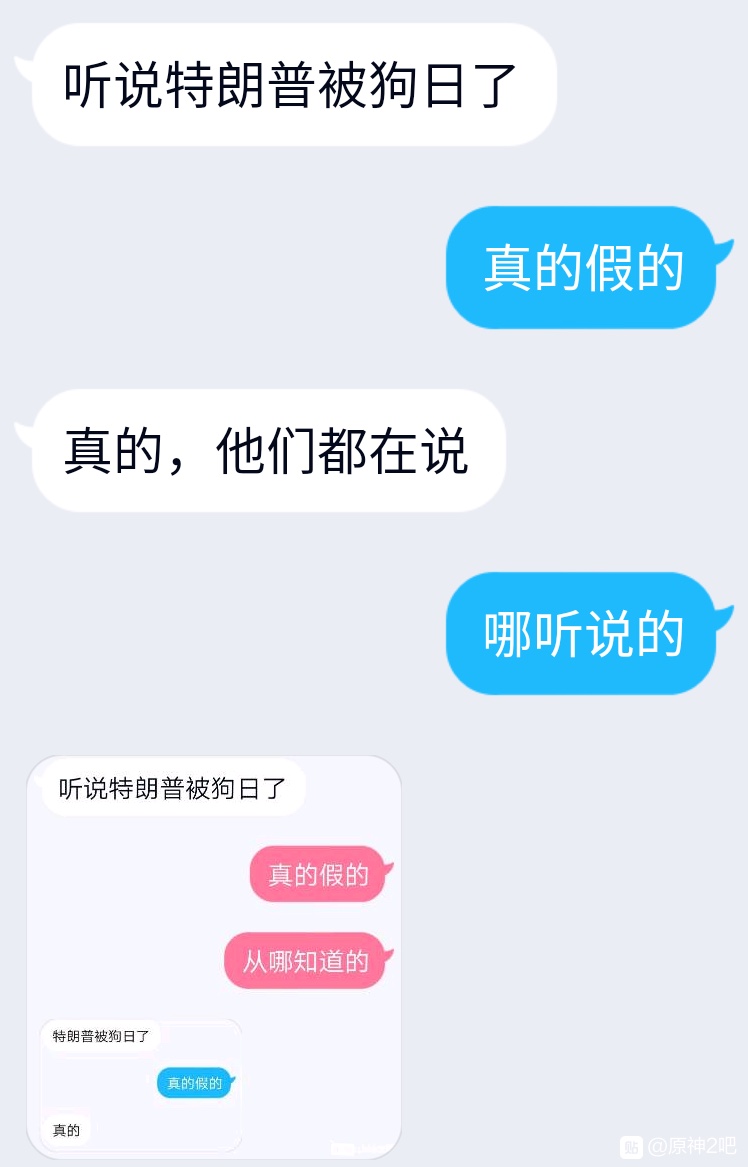 听说特朗普被狗日了
真的假的
真的，他们都在说
哪听说的
听说特朗普被狗日了
真的假的
从哪知道的
特朗普被狗日了
真的假的
真的
贴 @原神2吧